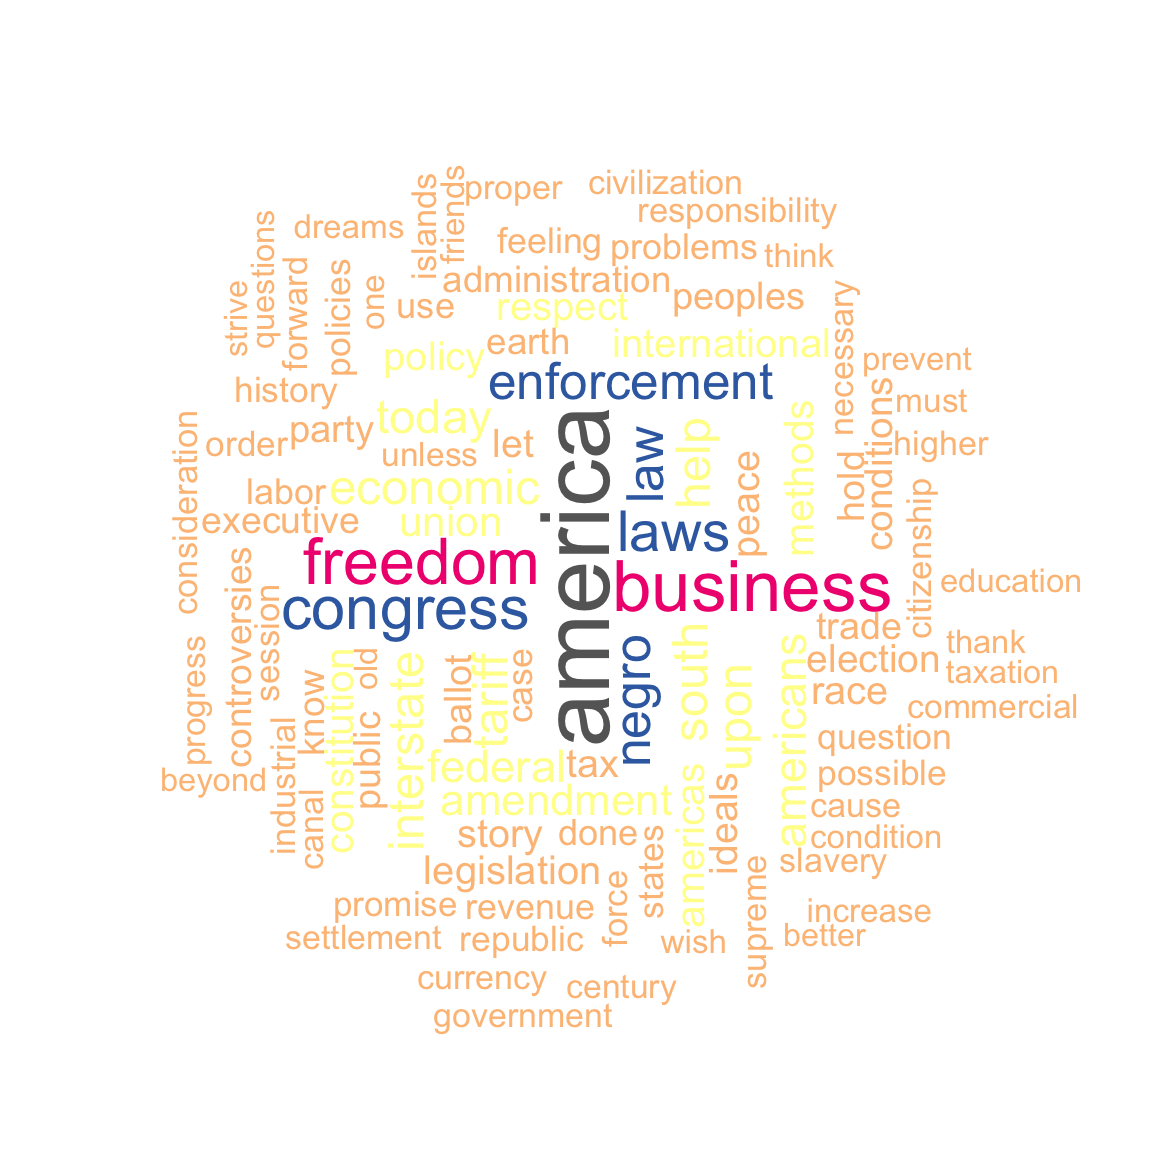 friends
islands
proper
civilization
responsibility
dreams
questions
feeling
problems
think
administration
forward
policies
one
use
respect
peoples
strive
necessary
earth
international
policy
prevent
enforcement
history
must
conditions
today
america
law
help
methods
consideration
order
party
unless
let
higher
hold
peace
labor
economic
executive
union
laws
citizenship
freedom
business
education
congress
controversies
session
trade
thank
negro
south
americans
election
taxation
progress
know
constitution
old
interstate
ballot
tariff
case
upon
race
commercial
industrial
public
question
beyond
federal
tax
possible
canal
amendment
americas
ideals
cause
story
done
states
condition
legislation
slavery
supreme
promise
revenue
force
increase
settlement
republic
wish
better
currency
century
government